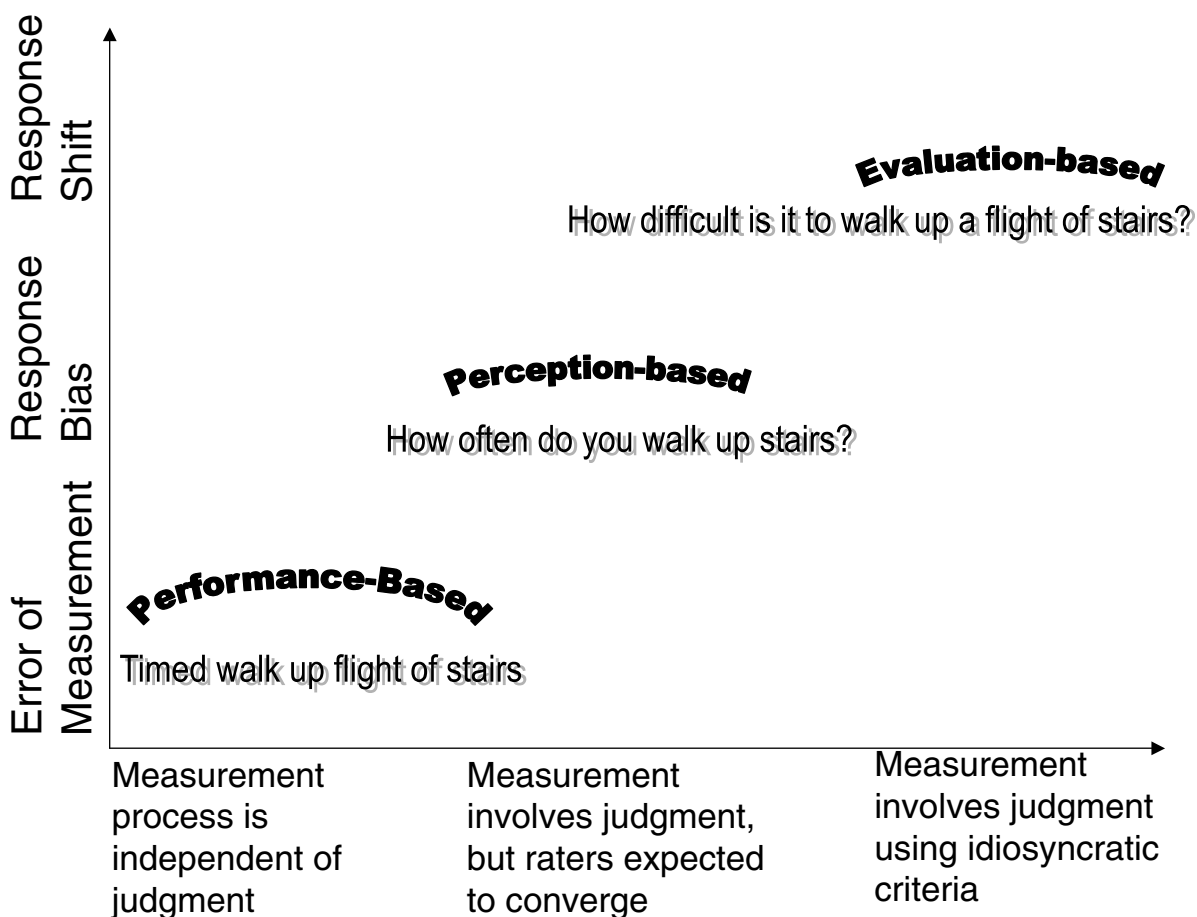 Response
Shift
Evaluation-based
How difficult is it to walk up a flight of stairs?
Response
Bias
Perception-based
How often do you walk up stairs?
Error of
Measurement
Performance-Based
Timed walk up flight of stairs
Measurement
process is
independent of
judgment
Measurement
involves judgment,
but raters expected
to converge
Measurement
involves judgment
using idiosyncratic
criteria